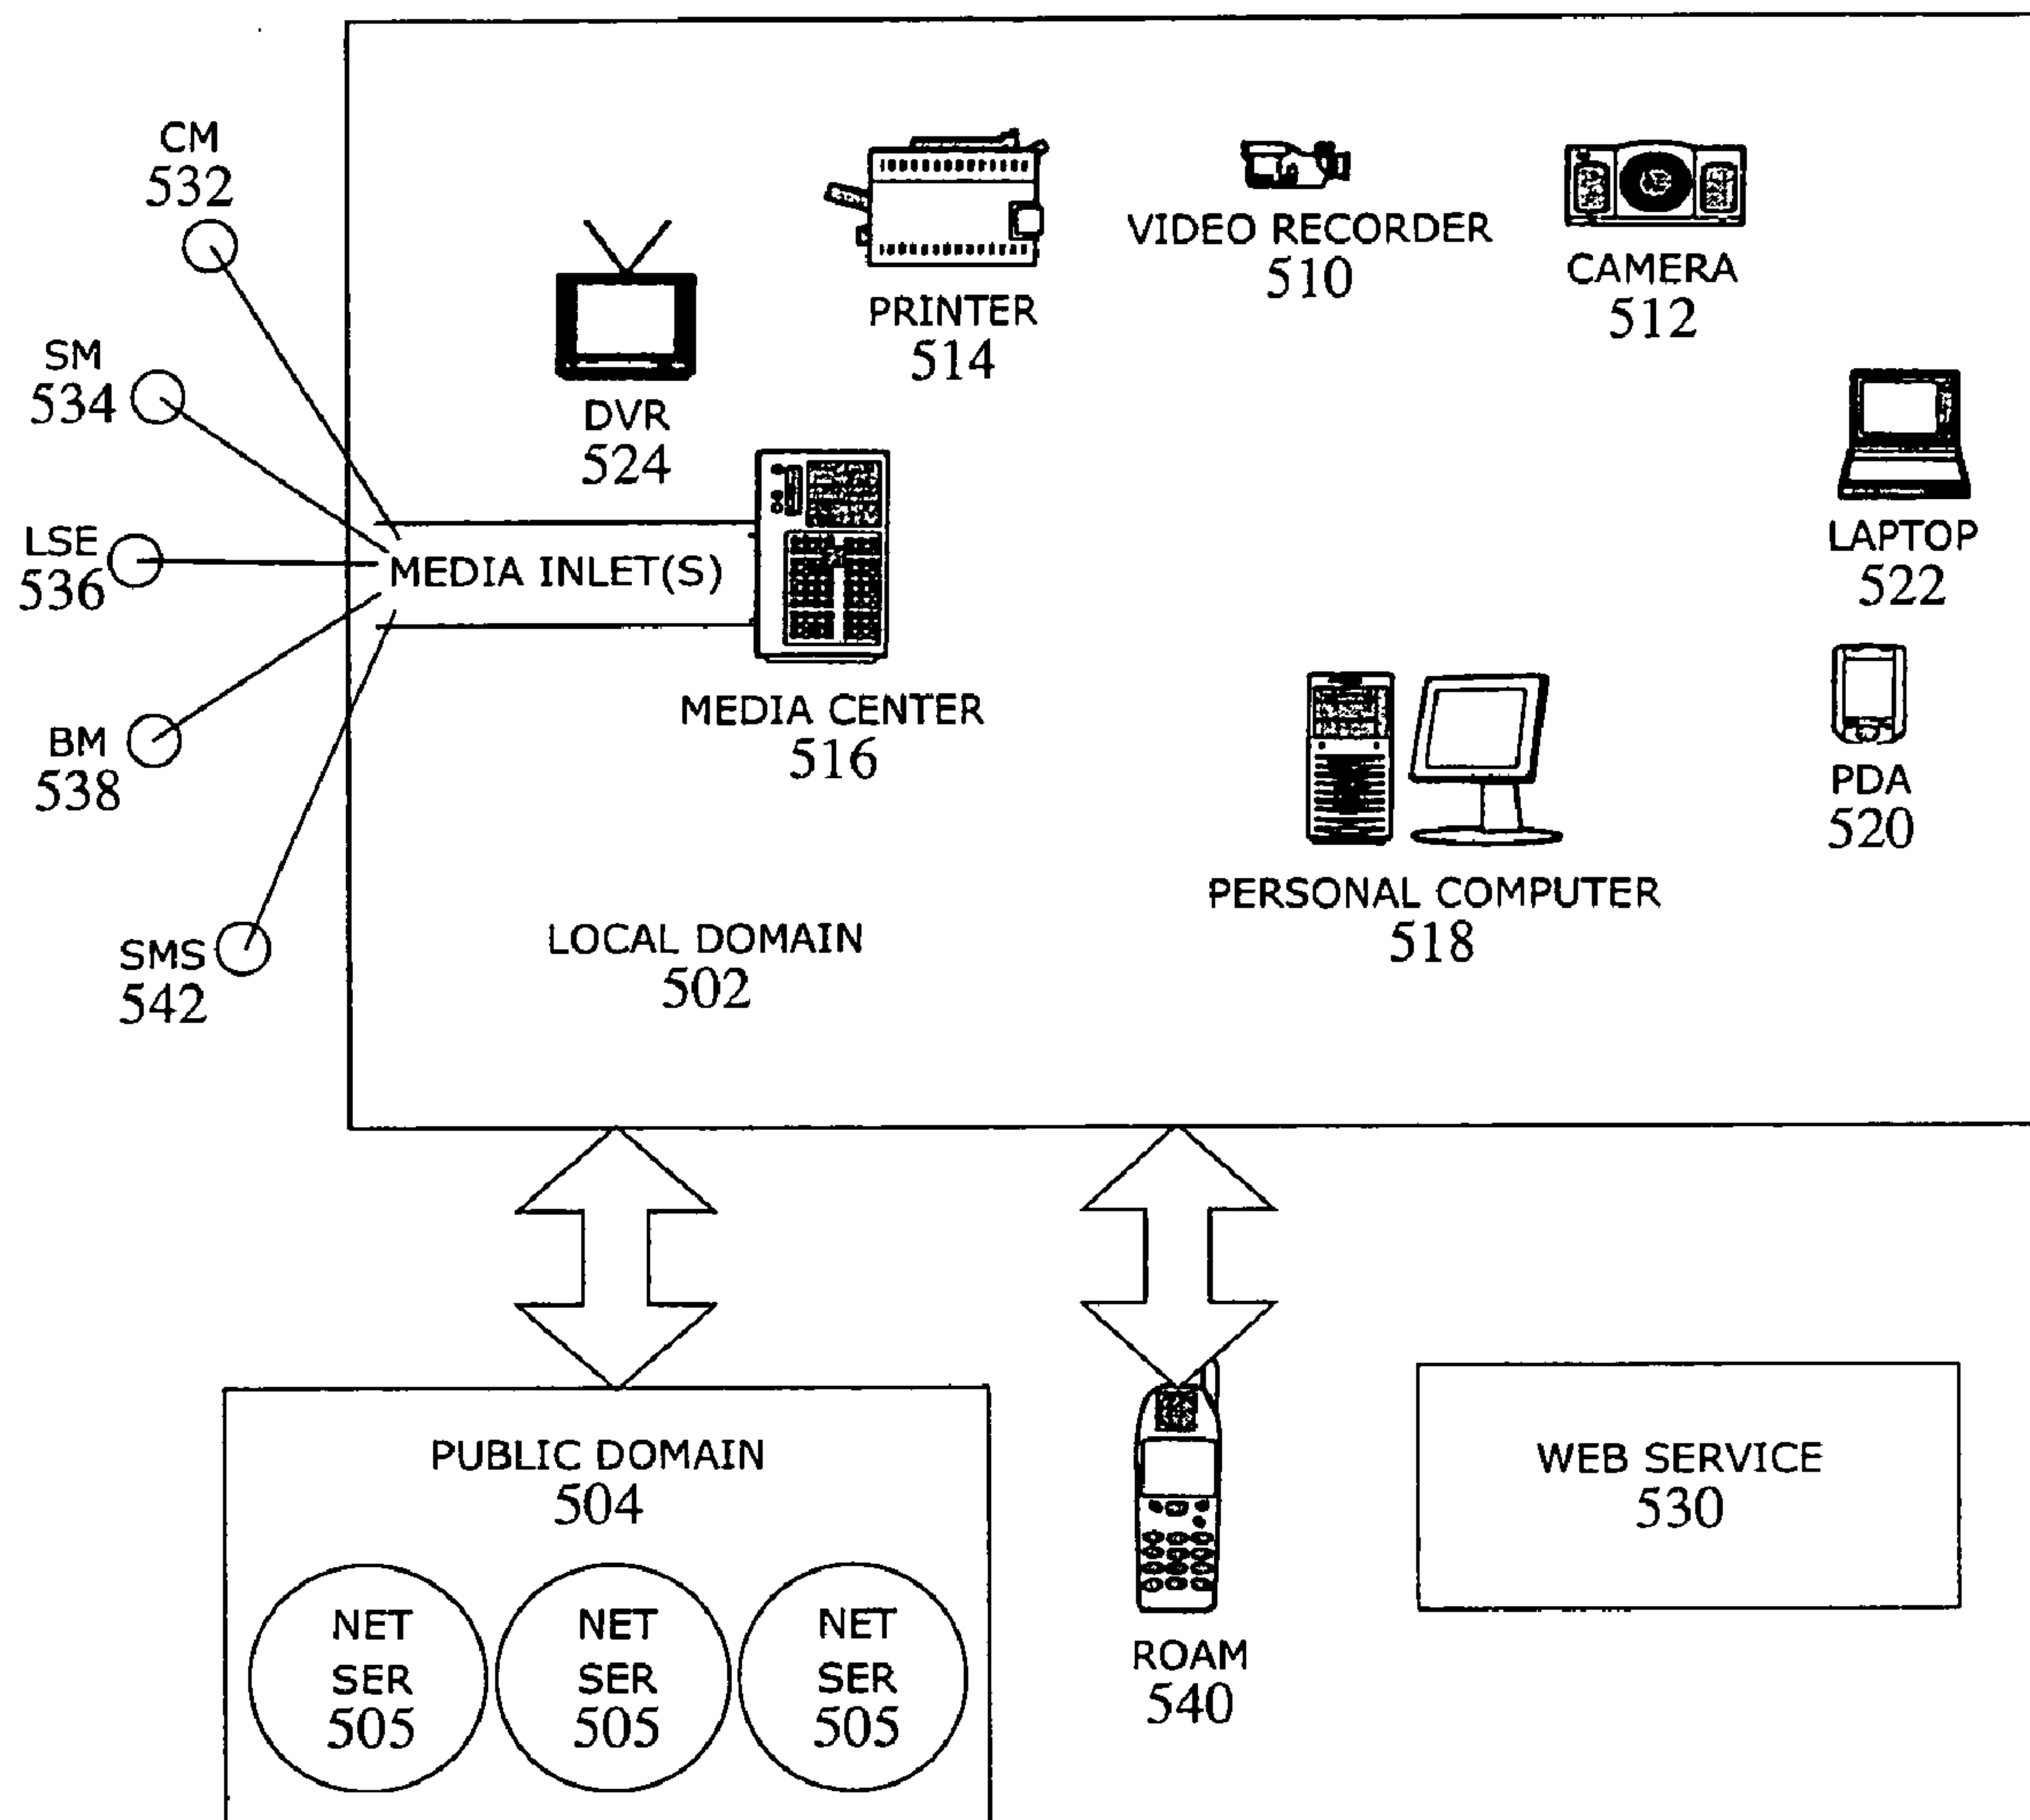 CM
532
SM
534
LSE
536
BM
538
SMS
542
DVR
524
PRINTER
514
VIDEO RECORDER
510
CAMERA
512
LAPTOP
522
MEDIA INLET(S)
MEDIA CENTER
516
PDA
520
PERSONAL COMPUTER
518
LOCAL DOMAIN
502
PUBLIC DOMAIN
504
NET
SER
505
NET
SER
505
NET
SER
505
ROAM
540
WEB SERVICE
530